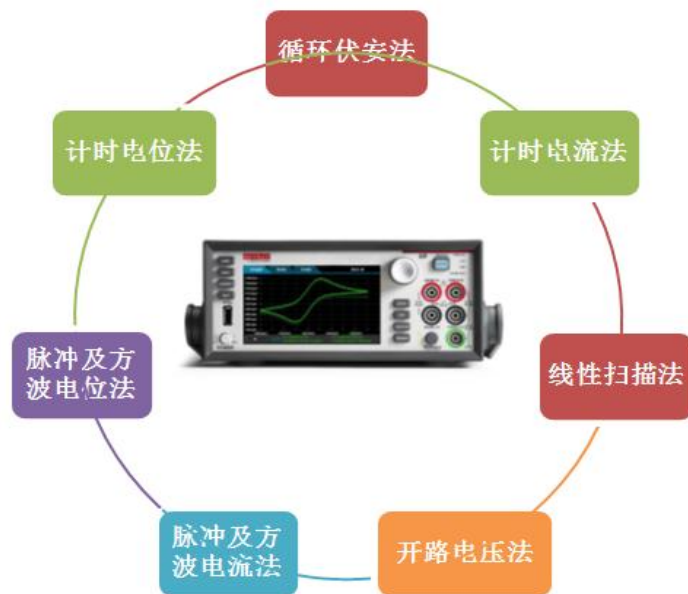 循环伏安法
计时电位法
计时电流法
脉冲及方
波电位法
线性扫描法
脉冲及方
波电流法
开路电压法